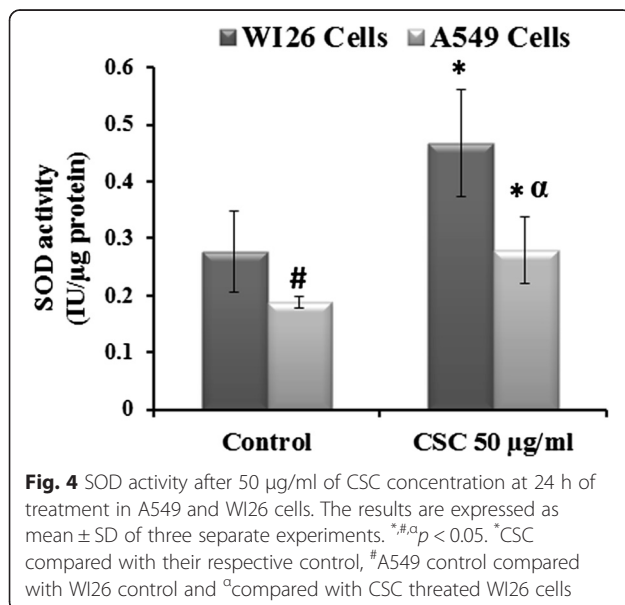 WI26 Cells A549 Cells
0.6
0.5
0.4
0.3
0.2
0.1
0
SOD activity
(IU/µg protein)
*
#
* α
Control CSC 50 µg/ml
Fig. 4 SOD activity after 50 µg/ml of CSC concentration at 24 h of
treatment in A549 and WI26 cells. The results are expressed as
mean ± SD of three separate experiments. *,#,αp < 0.05. *CSC
compared with their respective control, #A549 control compared
with WI26 control and αcompared with CSC threated WI26 cells